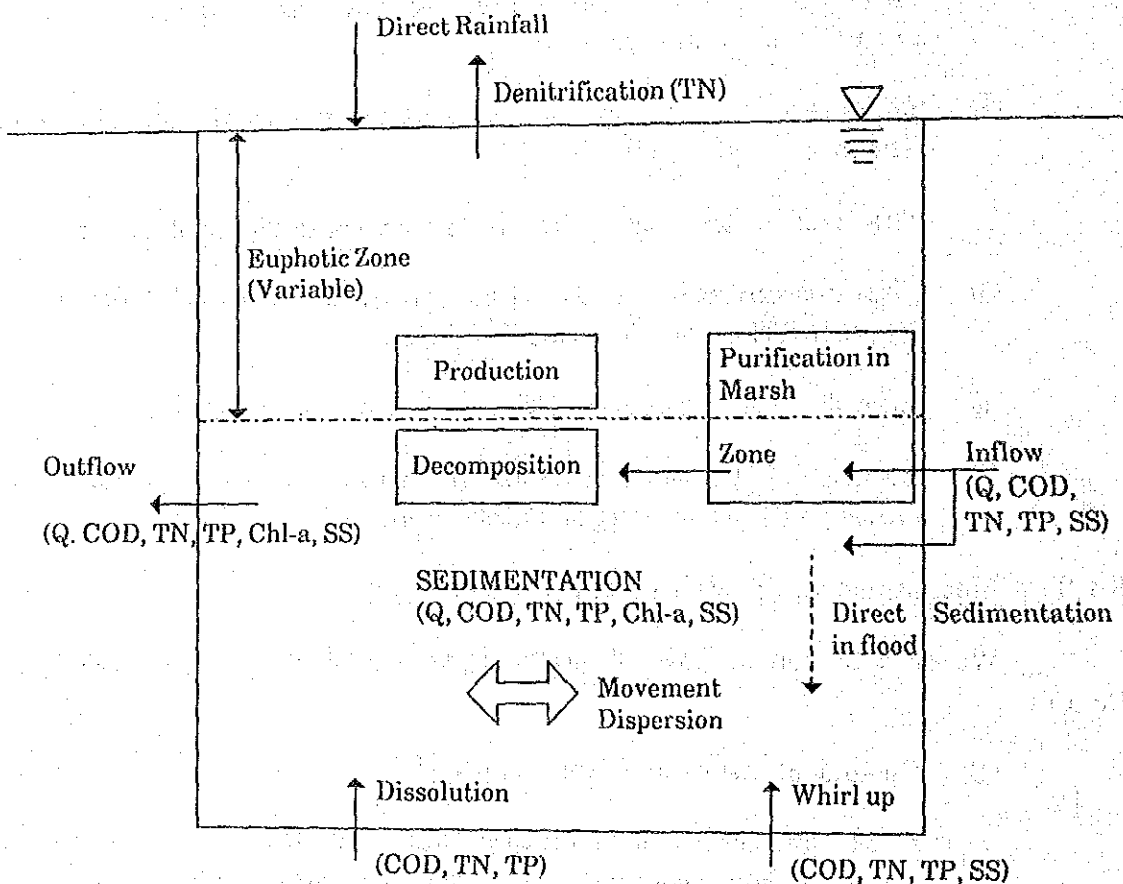 Direct Rainfall
Denitrification (TN)
Euphotic Zone
(Variable)
Production
Purification in
Marsh
Decomposition
Zone
Outflow
(Q. COD, TN, TP, Chl-a, SS)
Inflow
(Q, COD,
TN, TP, SS)
SEDIMENTATION
(Q, COD, TN, TP, Chl-a, SS)
Direct Sedimentation
in flood
Movement
Dispersion
Dissolution
Whirl up
(COD, TN, TP)
(COD, TN, TP, SS)